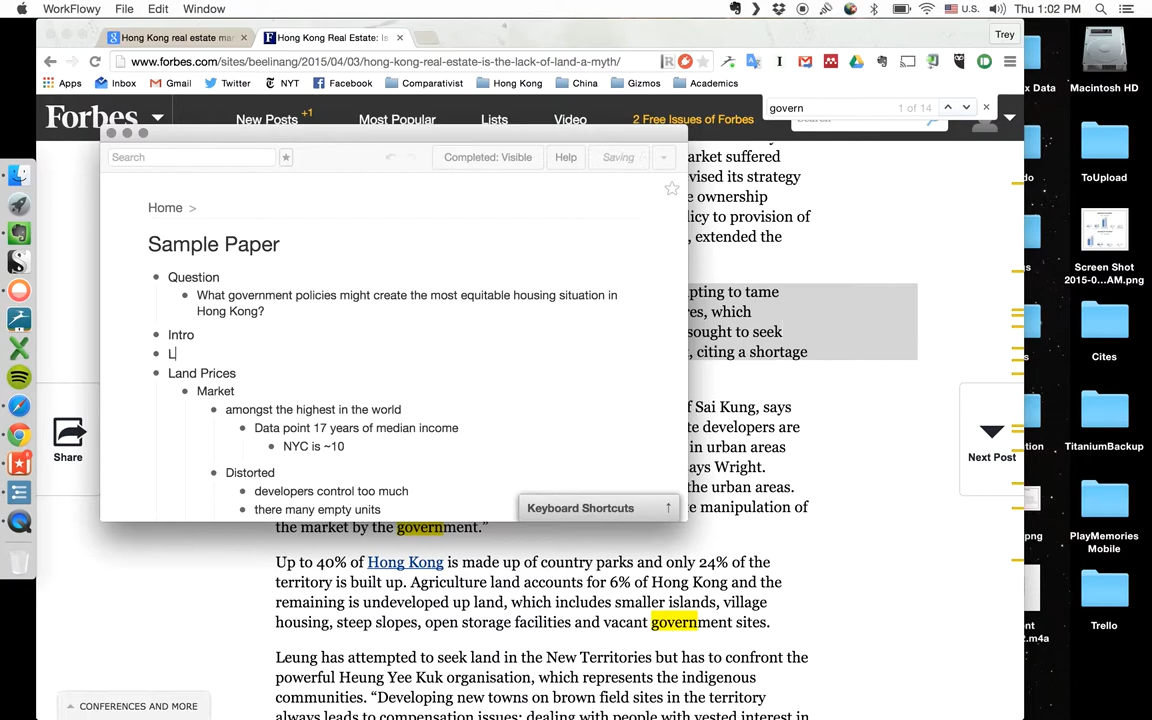 WorkFlowy File Edit Window U.S. Thu 1:02 PM
Hong Kong real estate mar × Hong Kong Real Estate: Is × Trey
www.forbes.com/sites/beelinang/2015/04/03/hong-kong-real-estate-is-the-lack-of-land-a-myth/
Apps Inbox Gmail Twitter NYT Facebook Comparativist Hong Kong China Gizmos Academics
Forbes New Posts +1 Most Popular Lists Video 2 Free Issues of Forbes
govern 1 of 14
Search Completed: Visible Help Saving
Home >
Sample Paper
Question
What government policies might create the most equitable housing situation in
Hong Kong?
Intro
L
Land Prices
Market
amongst the highest in the world
Data point 17 years of median income
NYC is ~10
Distorted
developers control too much
there many empty units
Keyboard Shortcuts ↑
arket suffered
vised its strategy
e ownership
licy to provision of
, extended the
pting to tame
res, which
sought to seek
, citing a shortage
f Sai Kung, says
te developers are
in urban areas
ays Wright.
the urban areas.
e manipulation of
the market by the government.”
Up to 40% of Hong Kong is made up of country parks and only 24% of the
territory is built up. Agriculture land accounts for 6% of Hong Kong and the
remaining is undeveloped up land, which includes smaller islands, village
housing, steep slopes, open storage facilities and vacant government sites.
Leung has attempted to seek land in the New Territories but has to confront the
powerful Heung Yee Kuk organisation, which represents the indigenous
communities. “Developing new towns on brown field sites in the territory
always leads to compensation issues: dealing with people with vested interest in
Share
Next Post
CONFERENCES AND MORE
x Data
Macintosh HD
do
ToUpload
gs
Screen Shot
2015-0...AM.png
Cites
tion
TitaniumBackup
png
PlayMemories
Mobile
nt
2.m4a
Trello